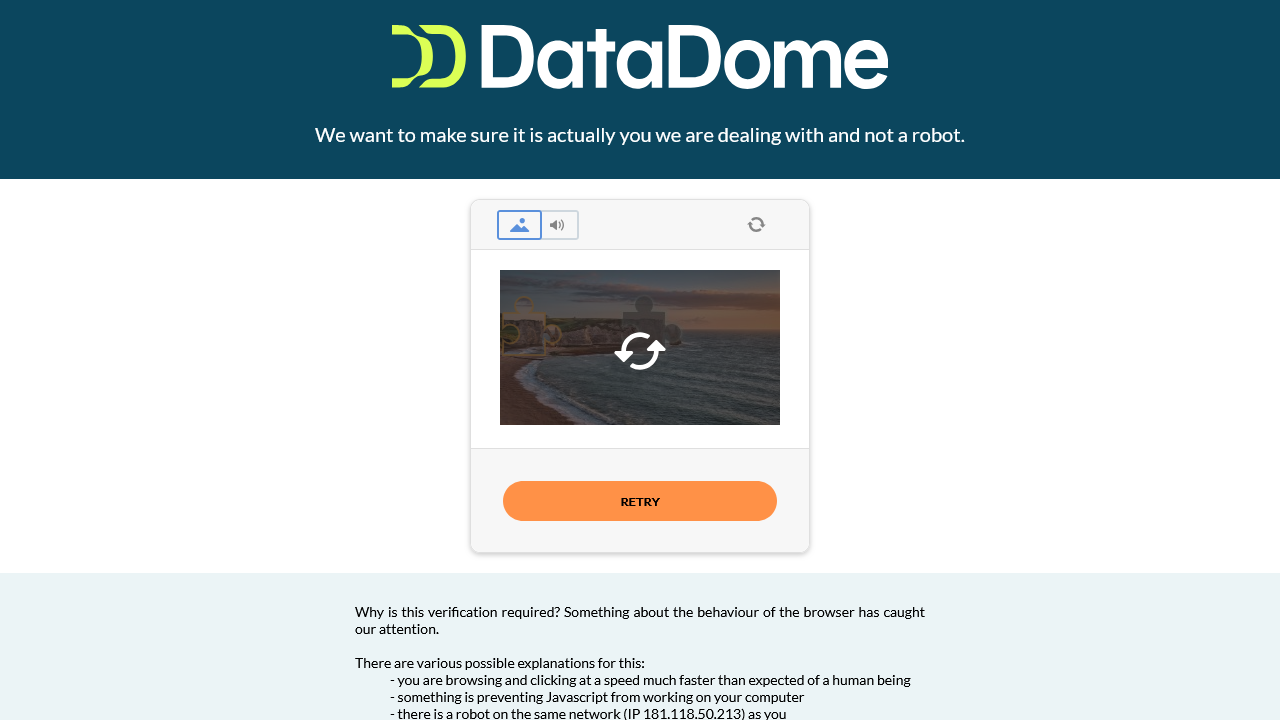 DataDome
We want to make sure it is actually you we are dealing with and not a robot.
RETRY
Why is this verification required? Something about the behaviour of the browser has caught
our attention.
There are various possible explanations for this:
- you are browsing and clicking at a speed much faster than expected of a human being
- something is preventing Javascript from working on your computer
- there is a robot on the same network (IP 181.118.50.213) as you